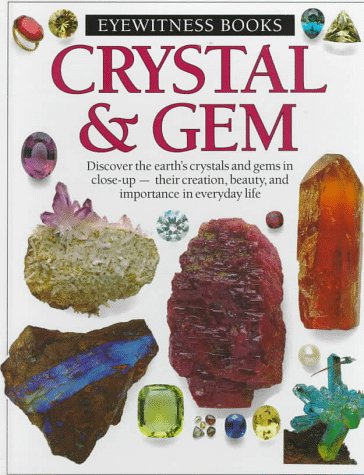 EYEWITNESS BOOKS
CRYSTAL
& GEM
Discover the earth's crystals and gems in
close-up — their creation, beauty, and
importance in everyday life